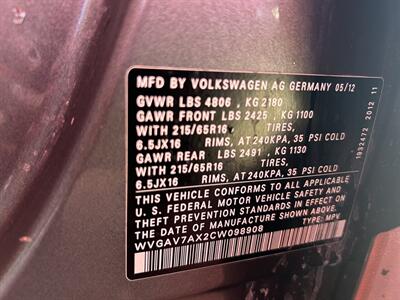 MFD BY VOLKSWAGEN AG GERMANY 05/12
GVWR LBS 4806 , KG 2180
GAWR FRONT LBS 2425 , KG 1100
WITH 215/65R16 TIRES,
6.5JX16 RIMS, AT 240KPA, 35 PSI COLD
GAWR REAR LBS 2491 , KG 1130
WITH 215/65R16 TIRES,
6.5JX16 RIMS, AT 240KPA, 35 PSI COLD
THIS VEHICLE CONFORMS TO ALL APPLICABLE
U. S. FEDERAL MOTOR VEHICLE SAFETY AND
THEFT PREVENTION STANDARDS IN EFFECT ON
THE DATE OF MANUFACTURE SHOWN ABOVE
WVGAV7AX2CW098908 TYPE: MPV
1932472 2012 11